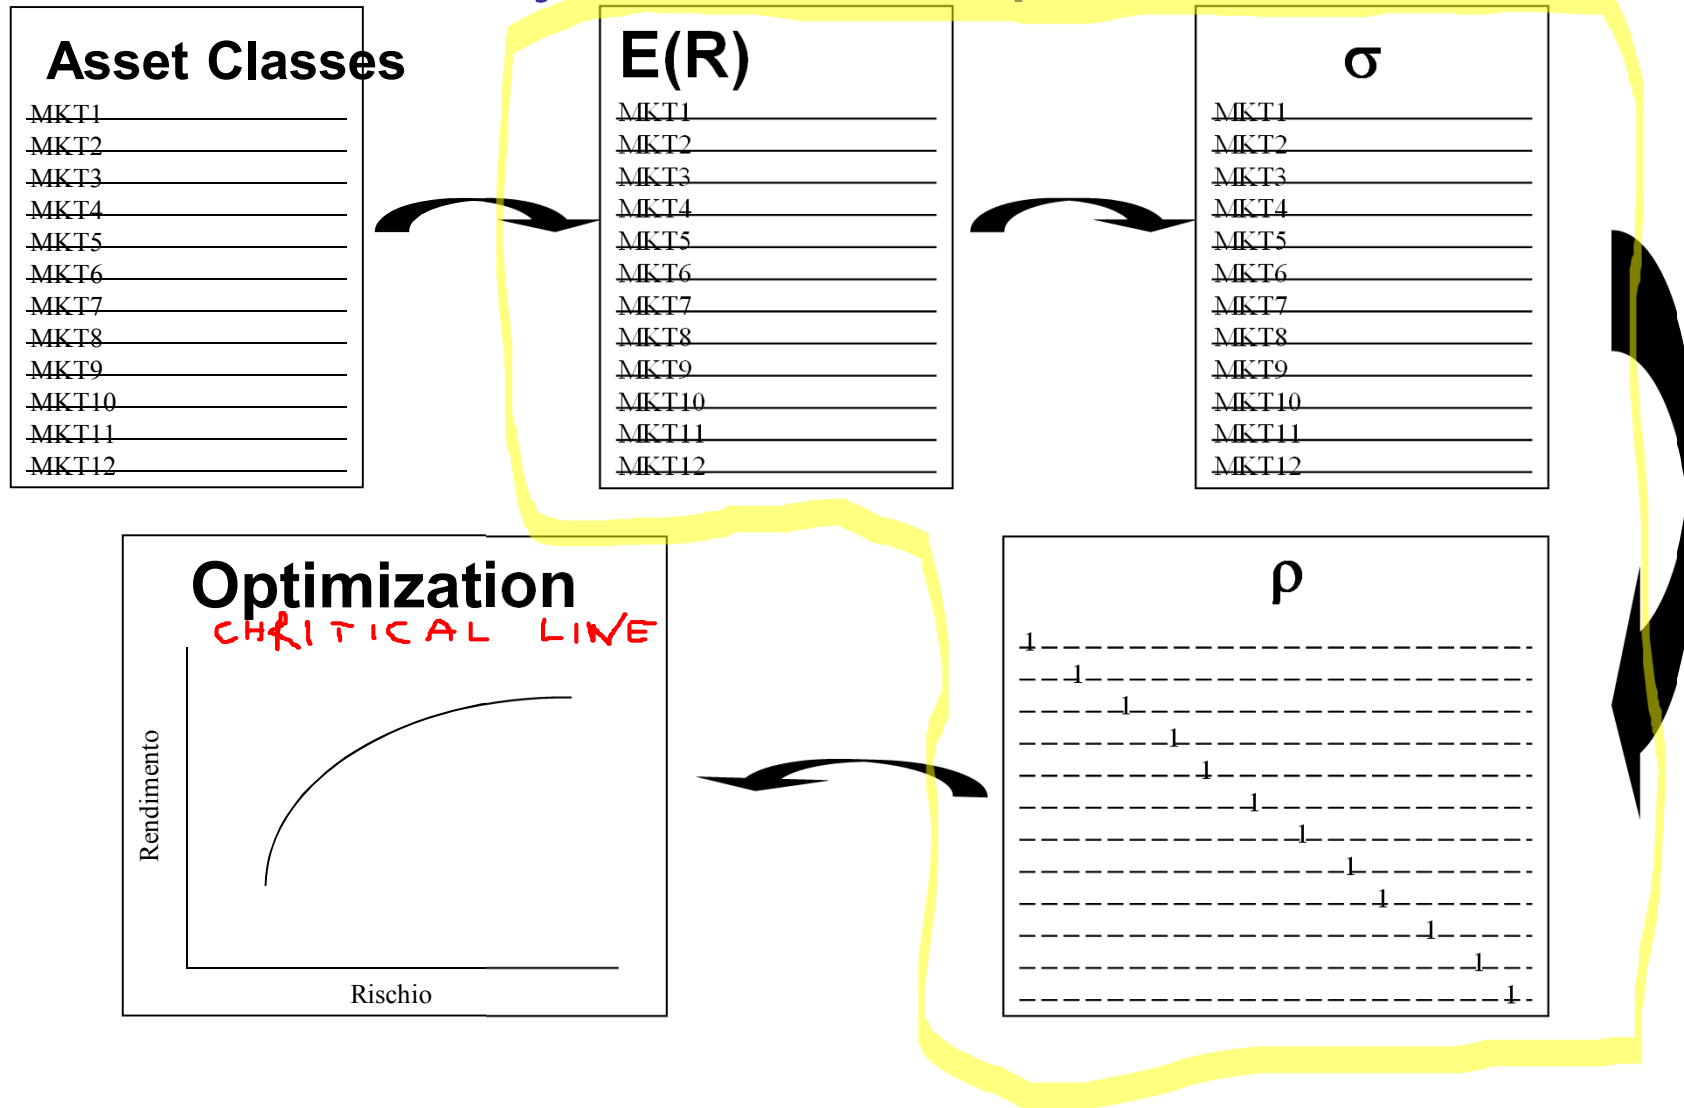 Asset Classes
MKT1
MKT2
MKT3
MKT4
MKT5
MKT6
MKT7
MKT8
MKT9
MKT10
MKT11
MKT12
E(R)
MKT1
MKT2
MKT3
MKT4
MKT5
MKT6
MKT7
MKT8
MKT9
MKT10
MKT11
MKT12
σ
MKT1
MKT2
MKT3
MKT4
MKT5
MKT6
MKT7
MKT8
MKT9
MKT10
MKT11
MKT12
Optimization
CHRITICAL LINE
Rendimento
Rischio
ρ
1
1
1
1
1
1
1
1
1
1
1
1